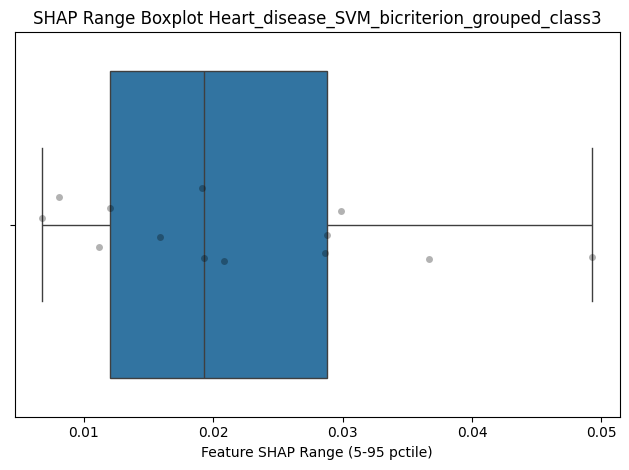 SHAP Range Boxplot Heart_disease_SVM_bicriterion_grouped_class3
0.01 0.02 0.03 0.04 0.05
Feature SHAP Range (5-95 pctile)